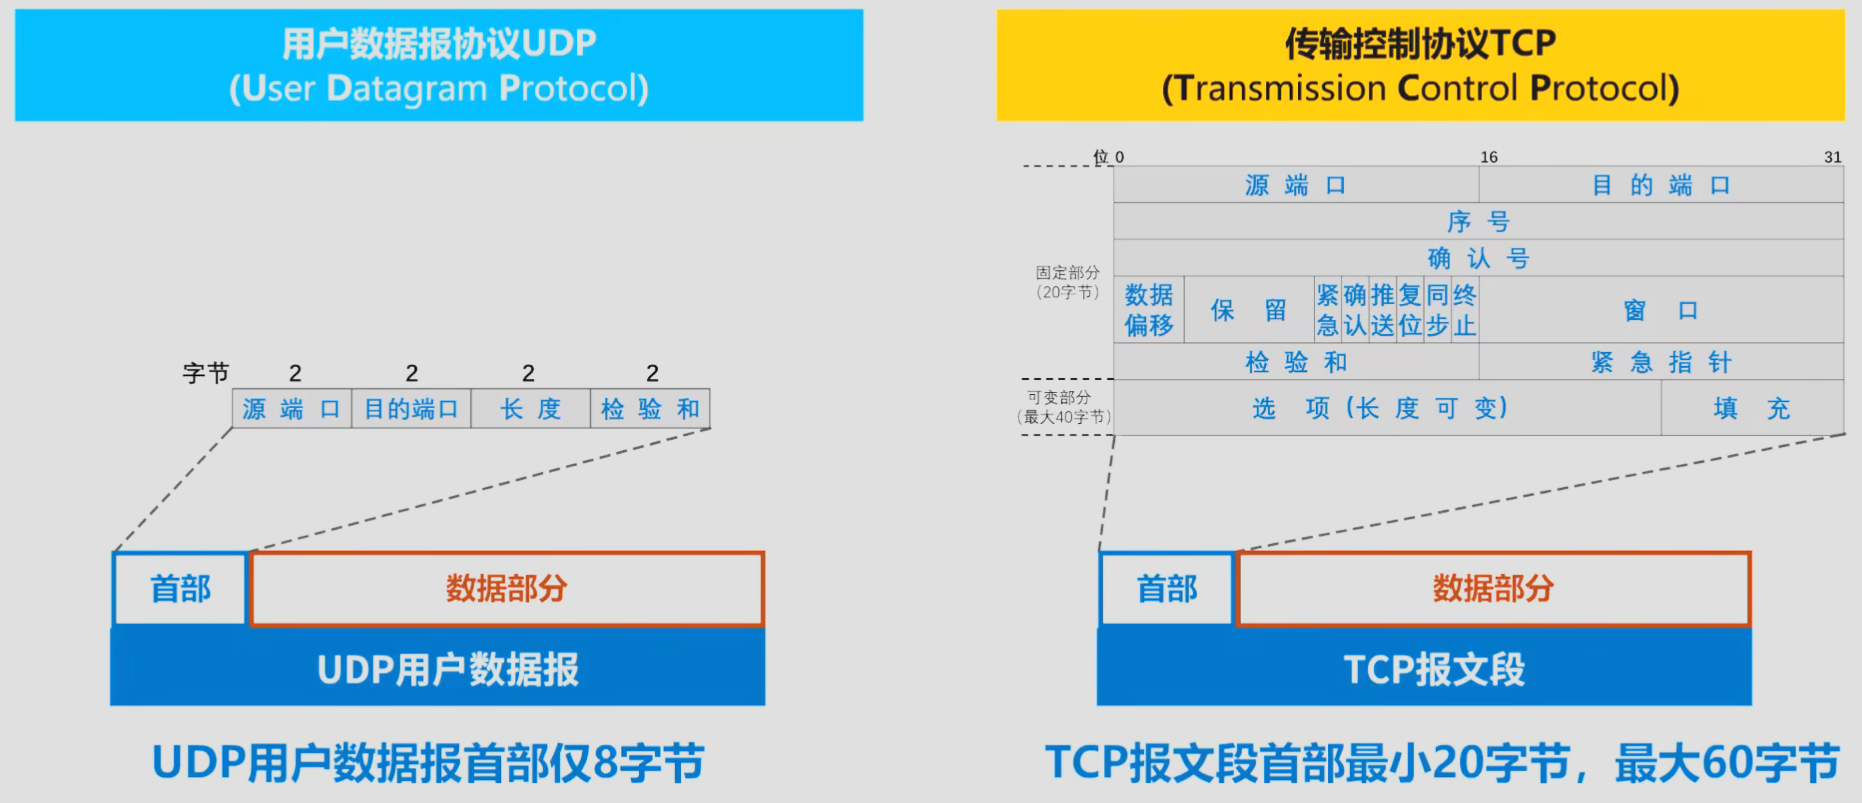 用户数据报协议UDP
(User Datagram Protocol)
字节 2 2 2 2
源端口 目的端口 长度 检验和
首部 数据部分
UDP用户数据报
UDP用户数据报首部仅8字节
传输控制协议TCP
(Transmission Control Protocol)
位 0 16 31
源端口 目的端口
序号
确认号
固定部分
(20字节)
数据偏移 保留 紧急 确认 推送 复位 同步 终止 窗口
检验和 紧急指针
可变部分
(最大40字节)
选项(长度可变) 填充
首部 数据部分
TCP报文段
TCP报文段首部最小20字节，最大60字节